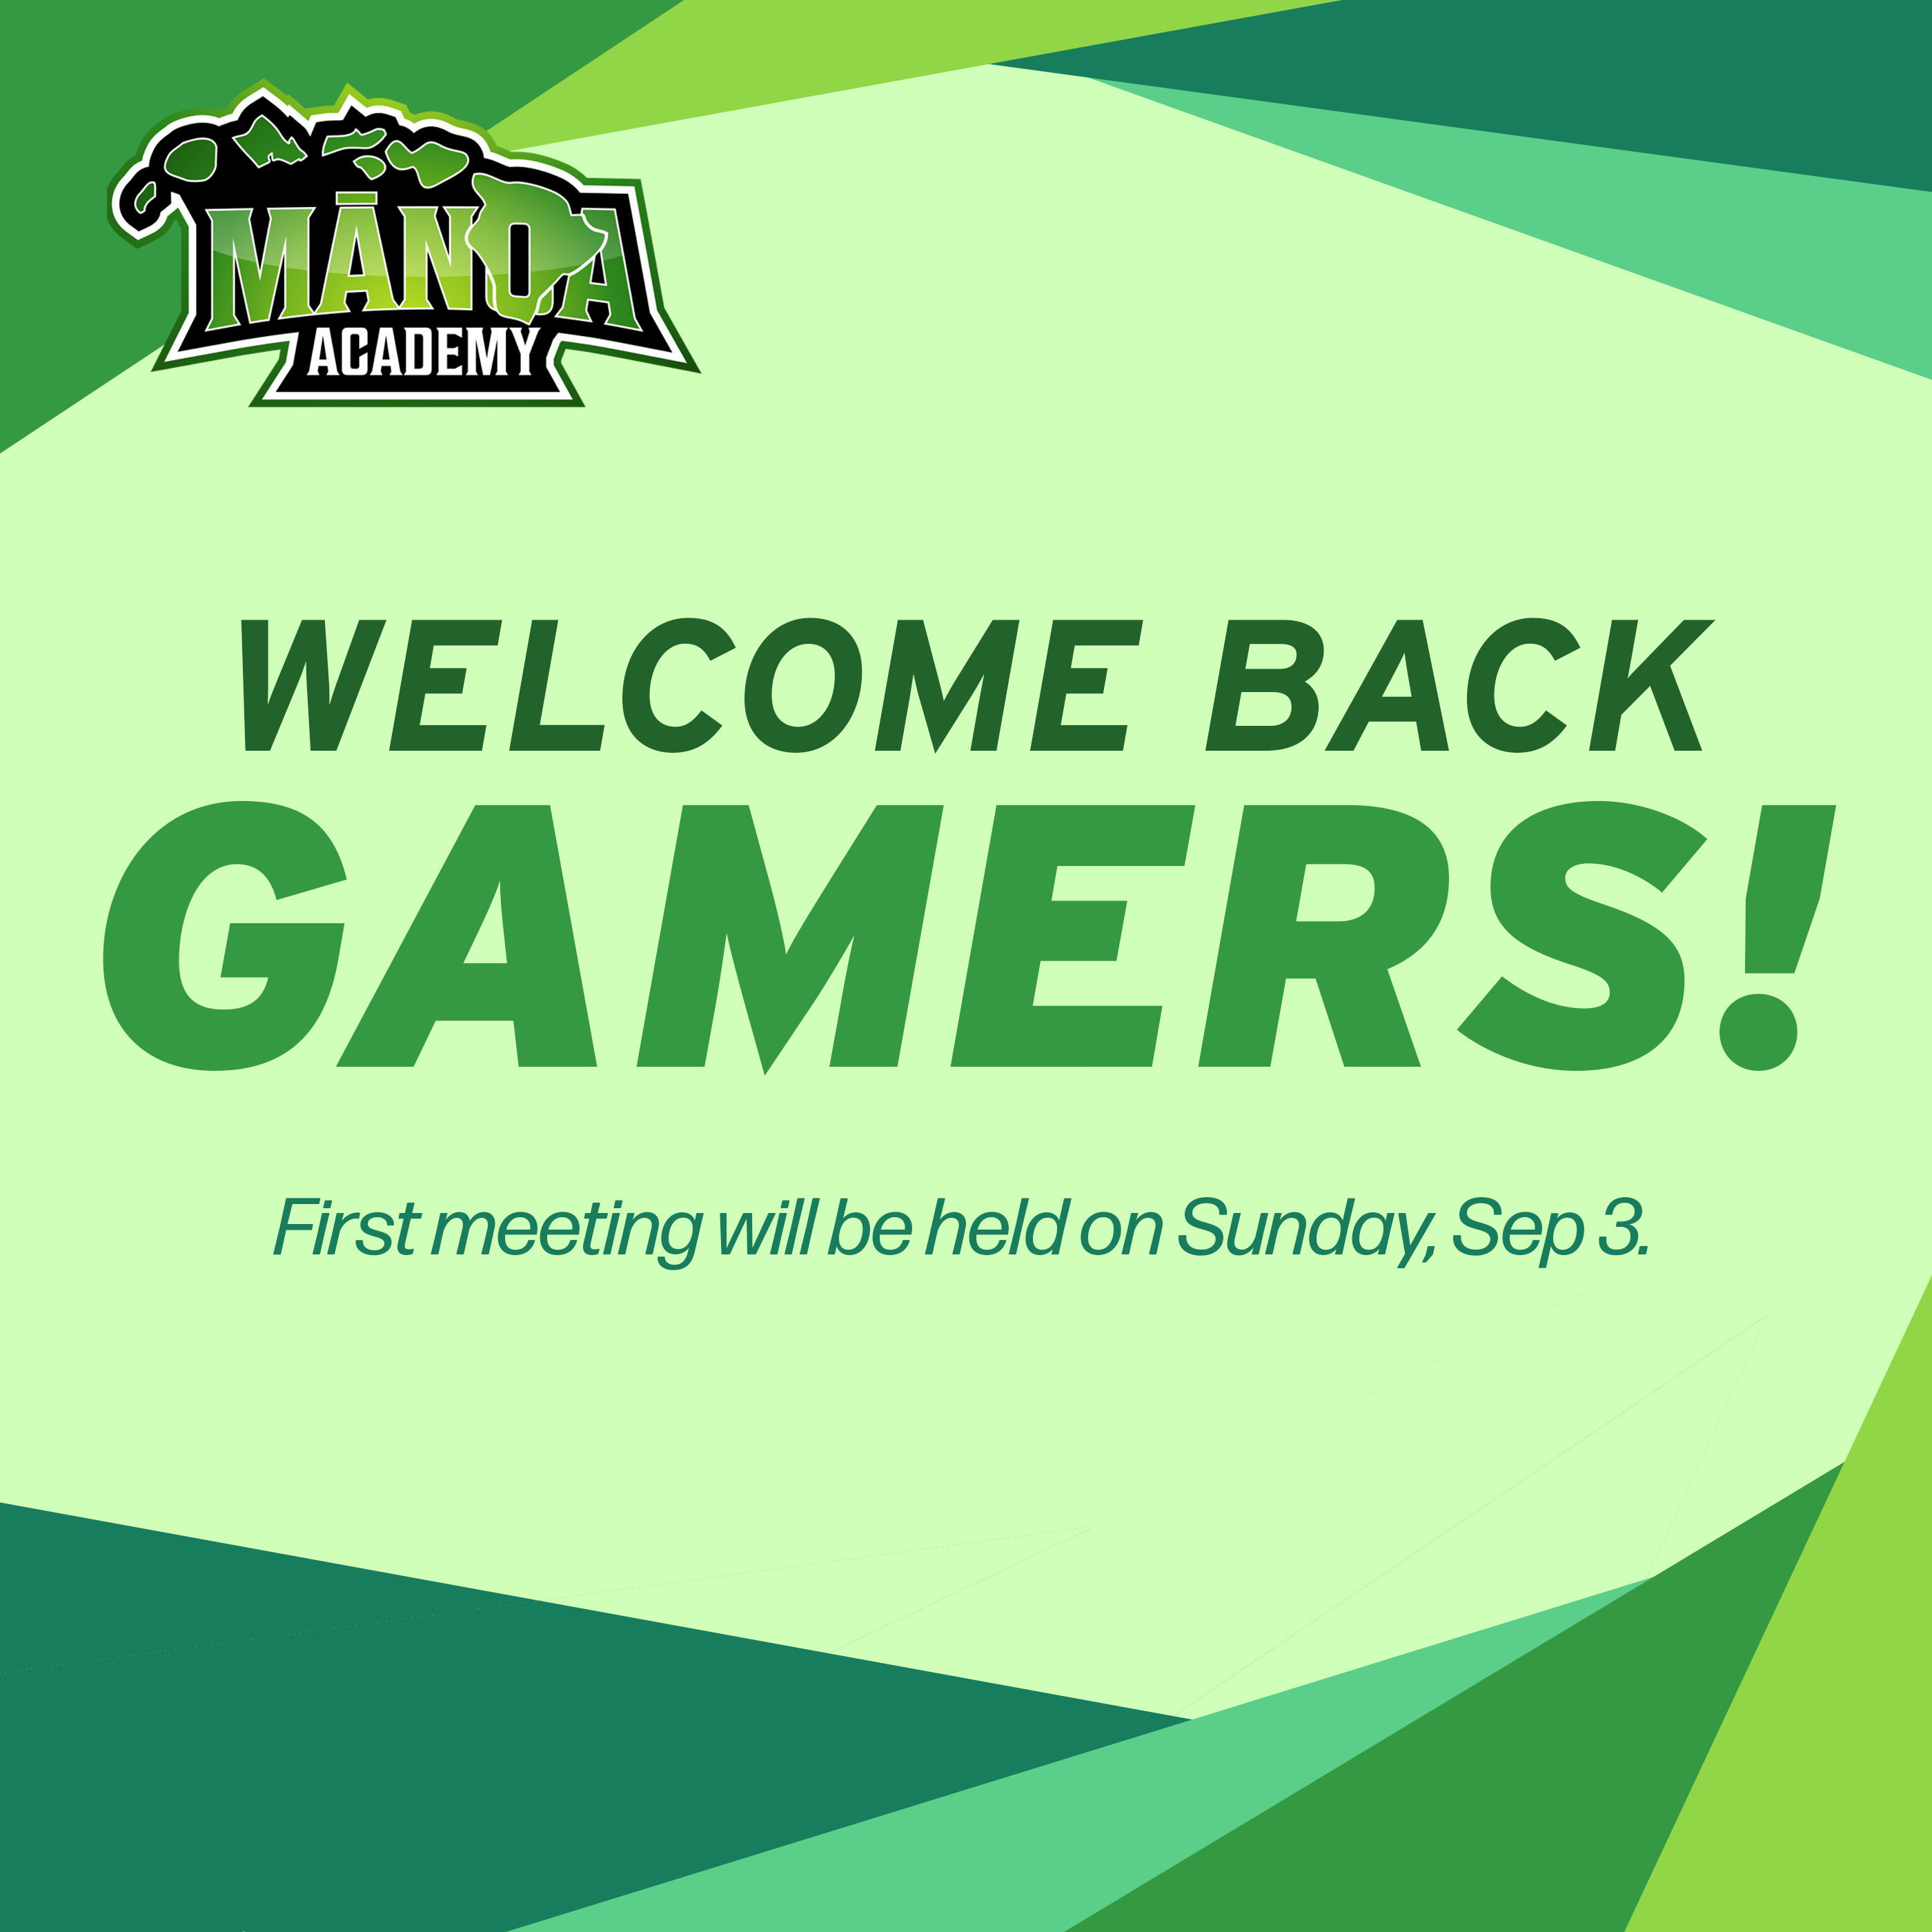 MĀNOA
ACADEMY
WELCOME BACK
GAMERS!
First meeting will be held on Sunday, Sep 3.